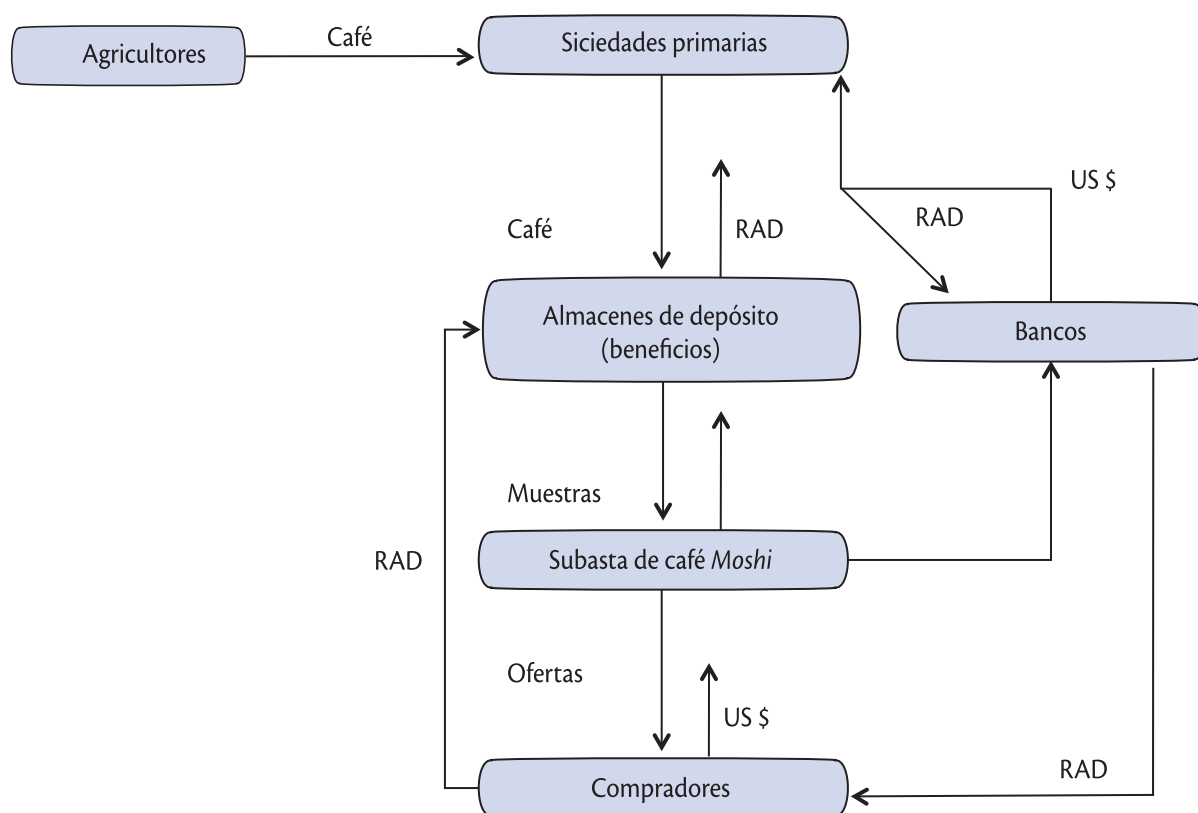 Agricultores
Café
Siciedades primarias
US $
RAD
Café
RAD
Almacenes de depósito
(beneficios)
Bancos
Muestras
RAD
Subasta de café Moshi
Ofertas
US $
RAD
Compradores